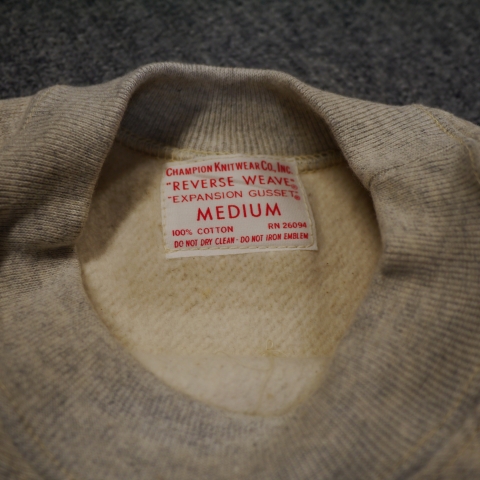 CHAMPION KNITWEAR CO., INC.
"REVERSE WEAVE"®
"EXPANSION GUSSET"®
MEDIUM
100% COTTON RN 26094
DO NOT DRY CLEAN - DO NOT IRON EMBLEM